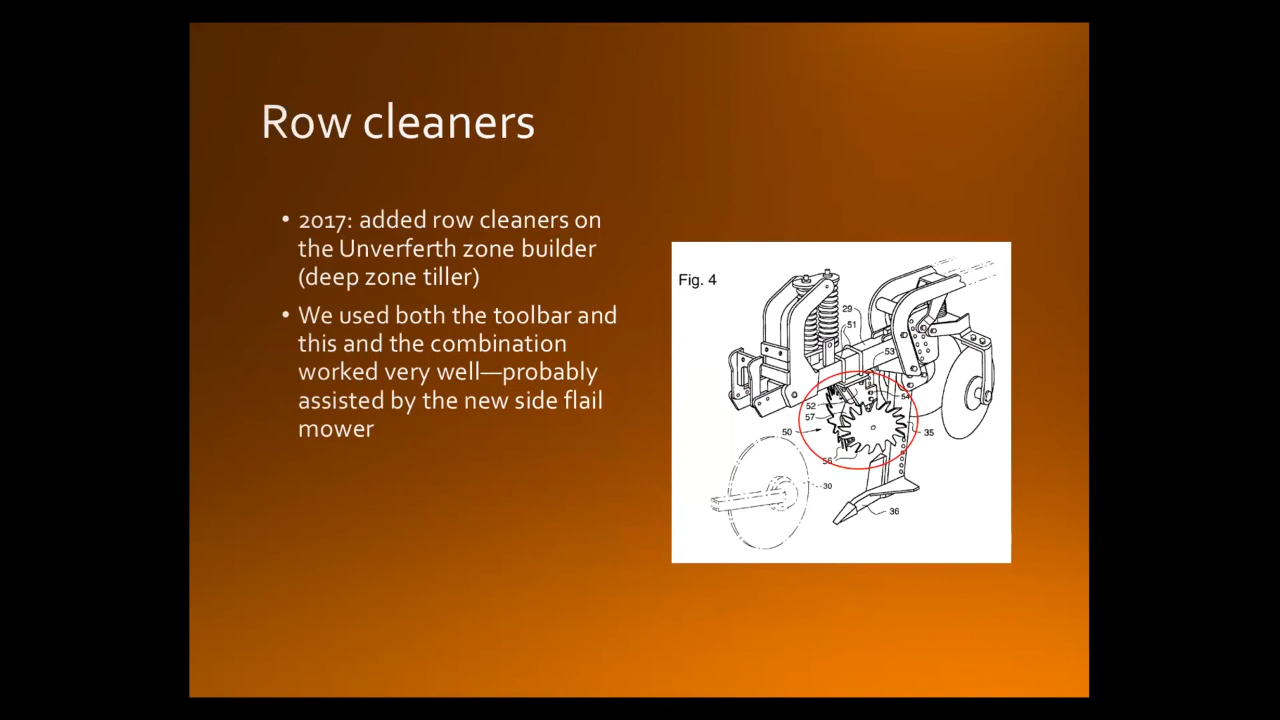 Row cleaners
• 2017: added row cleaners on
the Unverferth zone builder
(deep zone tiller)
• We used both the toolbar and
this and the combination
worked very well—probably
assisted by the new side flail
mower
Fig. 4
29
51
53
54
52
57
50
35
56
30
36